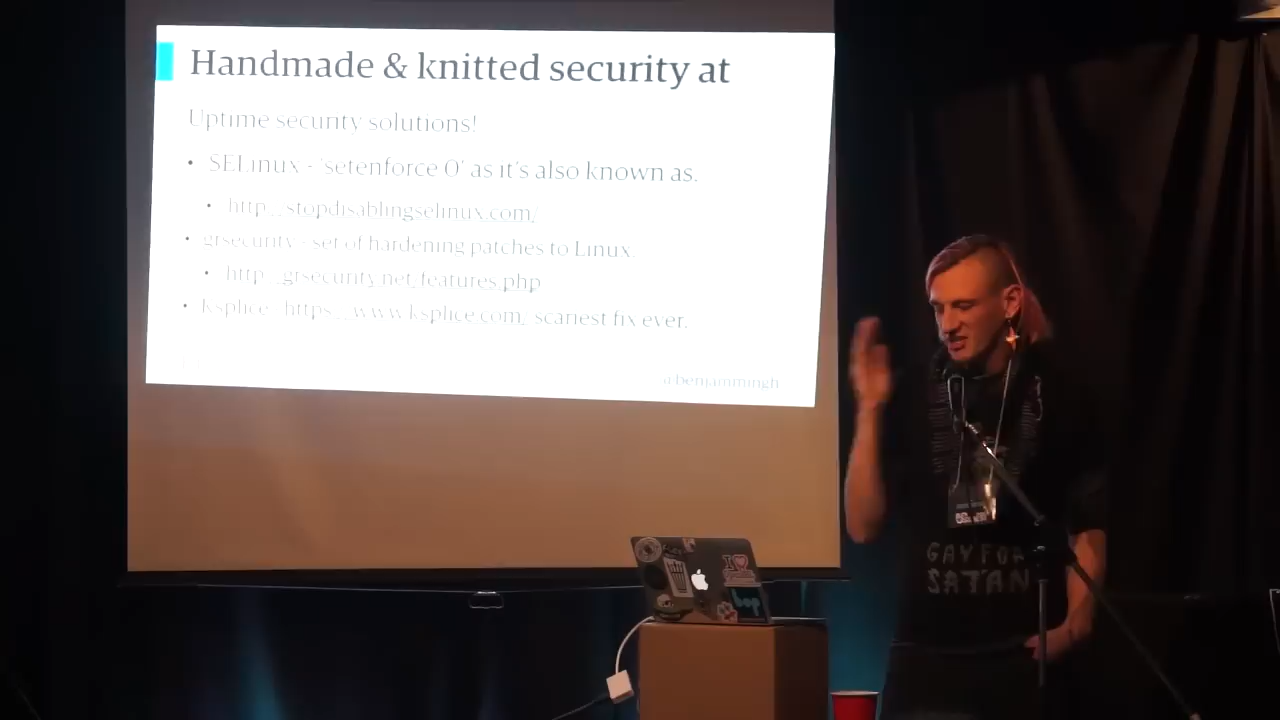 Handmade & knitted security at
Uptime security solutions!
• SELinux - 'setenforce 0' as it's also known as.
• http://stopdisablingselinux.com/
• grsecurity - set of hardening patches to Linux.
• http://grsecurity.net/features.php
• Ksplice - https://www.ksplice.com/ scariest fix ever.
@benjammingh
GAY FOR
SATAN
I
bop